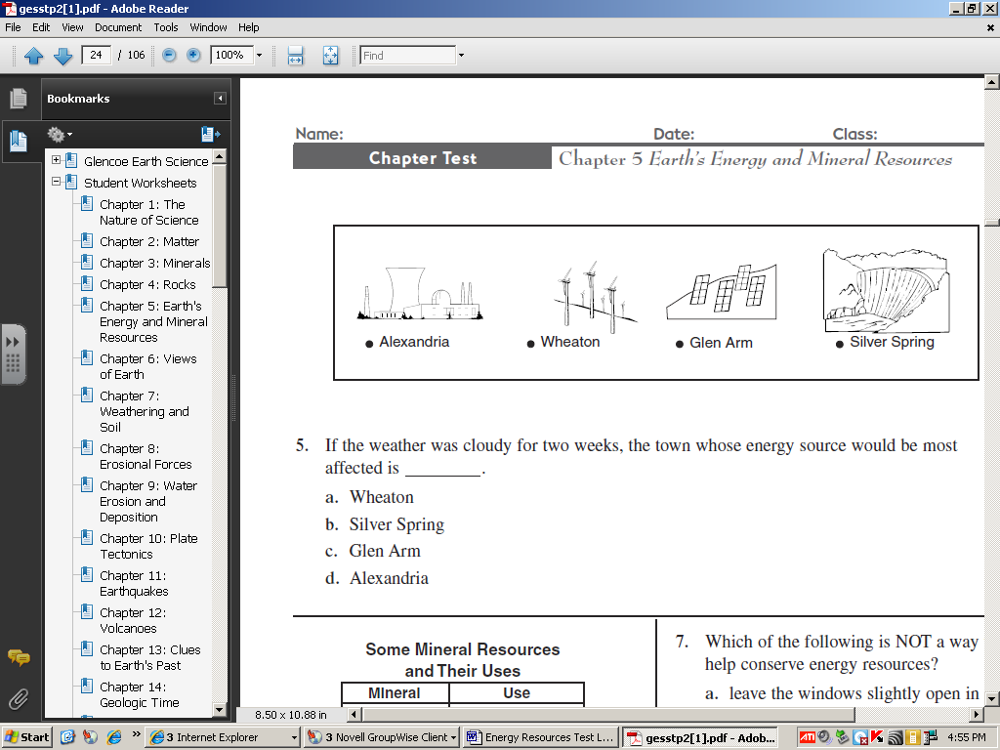 gesstp2[1].pdf - Adobe Reader
File Edit View Document Tools Window Help
24 / 106 100% Find
Bookmarks
Glencoe Earth Science
Student Worksheets
Chapter 1: The
Nature of Science
Chapter 2: Matter
Chapter 3: Minerals
Chapter 4: Rocks
Chapter 5: Earth's
Energy and Mineral
Resources
Chapter 6: Views
of Earth
Chapter 7:
Weathering and
Soil
Chapter 8:
Erosional Forces
Chapter 9: Water
Erosion and
Deposition
Chapter 10: Plate
Tectonics
Chapter 11:
Earthquakes
Chapter 12:
Volcanoes
Chapter 13: Clues
to Earth's Past
Chapter 14:
Geologic Time
Name: Date: Class:
Chapter Test Chapter 5 Earth's Energy and Mineral Resources
● Alexandria ● Wheaton ● Glen Arm ● Silver Spring
5. If the weather was cloudy for two weeks, the town whose energy source would be most
affected is _________.
a. Wheaton
b. Silver Spring
c. Glen Arm
d. Alexandria
Some Mineral Resources
and Their Uses
Mineral Use
7. Which of the following is NOT a way
help conserve energy resources?
a. leave the windows slightly open in
8.50 x 10.88 in
Start » 3 Internet Explorer 3 Novell GroupWise Client Energy Resources Test L... gesstp2[1].pdf - Adob... ATI 4:55 PM